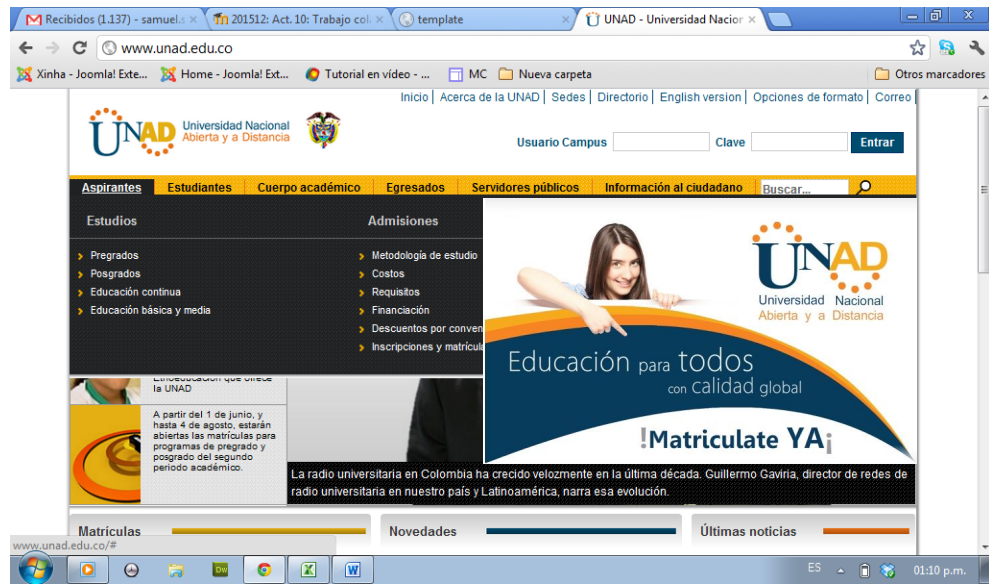 Recibidos (1.137) - samuel.s
201512: Act. 10: Trabajo col
template
UNAD - Universidad Nacior
www.unad.edu.co
Xinha - Joomla! Exte...
Home - Joomla! Ext...
Tutorial en vídeo - ...
MC
Nueva carpeta
Otros marcadores
Inicio | Acerca de la UNAD | Sedes | Directorio | English version | Opciones de formato | Correo |
UNAD
Universidad Nacional
Abierta y a Distancia
Usuario Campus
Clave
Entrar
Aspirantes Estudiantes Cuerpo académico Egresados Servidores públicos Información al ciudadano Buscar...
Estudios
Pregrados
Posgrados
Educación continua
Educación básica y media
Admisiones
Metodología de estudio
Costos
Requisitos
Financiación
Descuentos por conven
Inscripciones y matrícula
UNAD
Universidad Nacional
Abierta y a Distancia
Educación para todos
con calidad global
!Matriculate YA¡
Etnoeducación que ofrece
la UNAD
A partir del 1 de junio, y
hasta 4 de agosto, estarán
abiertas las matrículas para
programas de pregrado y
posgrado del segundo
periodo académico.
La radio universitaria en Colombia ha crecido velozmente en la última década. Guillermo Gaviria, director de redes de
radio universitaria en nuestro país y Latinoamérica, narra esa evolución.
Matrículas
Novedades
Últimas noticias
www.unad.edu.co/#
Dw
ES
01:10 p.m.